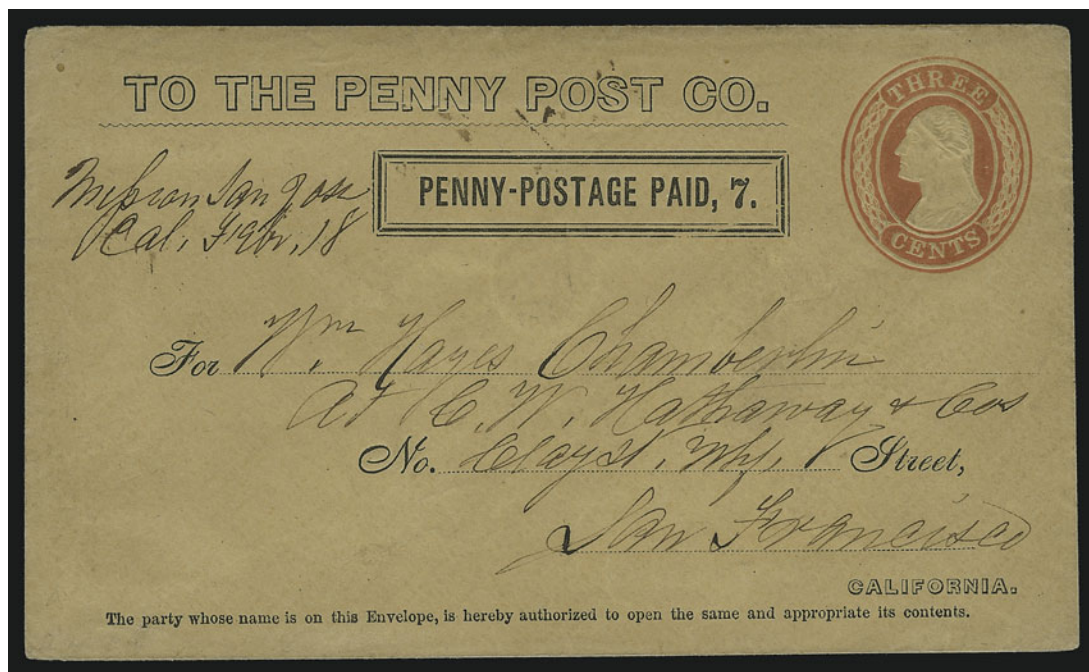 TO THE PENNY POST CO.
THREE
CENTS
PENNY-POSTAGE PAID, 7.
Mission San Jose
Cal, Feb, 18
For Wm Hayes Chamberlin
At C. W. Hathaway & Cos
No. Clay st, Whf, Street,
San Francisco
CALIFORNIA.
The party whose name is on this Envelope, is hereby authorized to open the same and appropriate its contents.